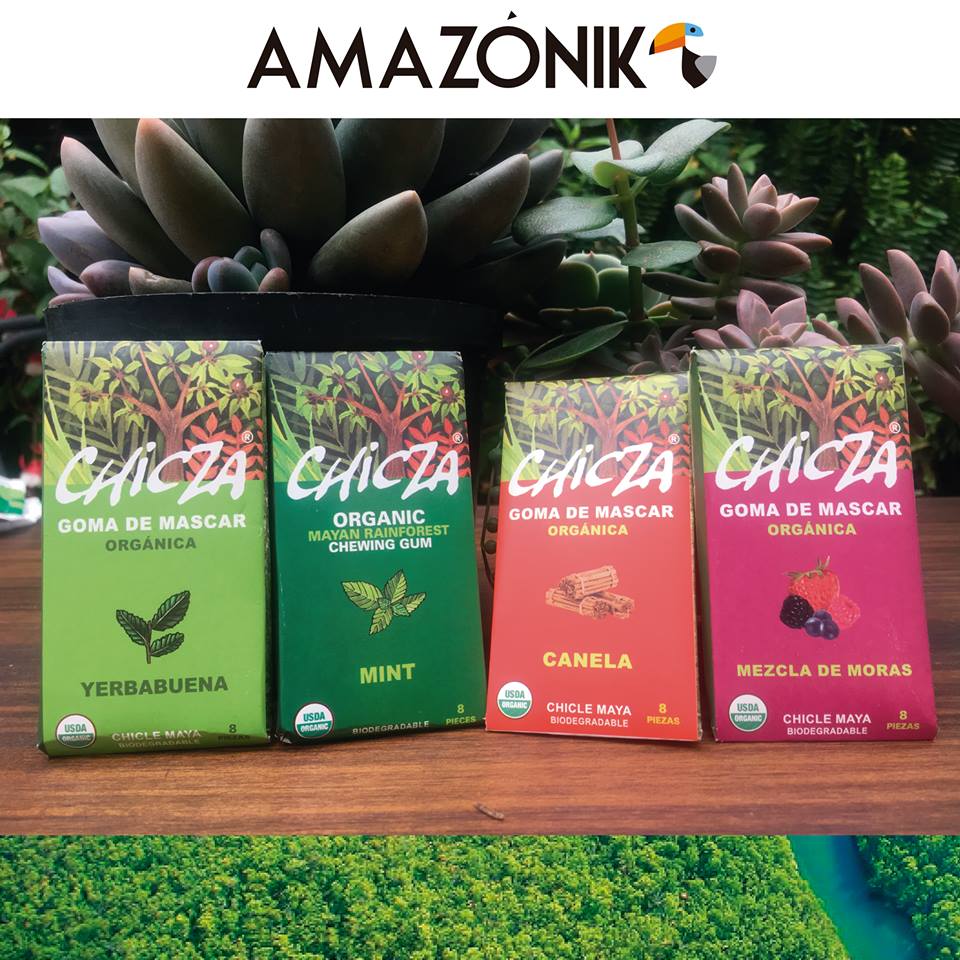 AMAZÓNIK
CHiCZA®
GOMA DE MASCAR
ORGÁNICA
YERBABUENA
USDA
ORGANIC
CHICLE MAYA
BIODEGRADABLE
8
PIEZAS
CHiCZA®
ORGANIC
MAYAN RAINFOREST
CHEWING GUM
MINT
USDA
ORGANIC
BIODEGRADABLE
8
PIECES
CHiCZA®
GOMA DE MASCAR
ORGÁNICA
CANELA
USDA
ORGANIC
CHICLE MAYA
BIODEGRADABLE
8
PIEZAS
CHiCZA®
GOMA DE MASCAR
ORGÁNICA
MEZCLA DE MORAS
USDA
ORGANIC
CHICLE MAYA
BIODEGRADABLE
8
PIEZAS